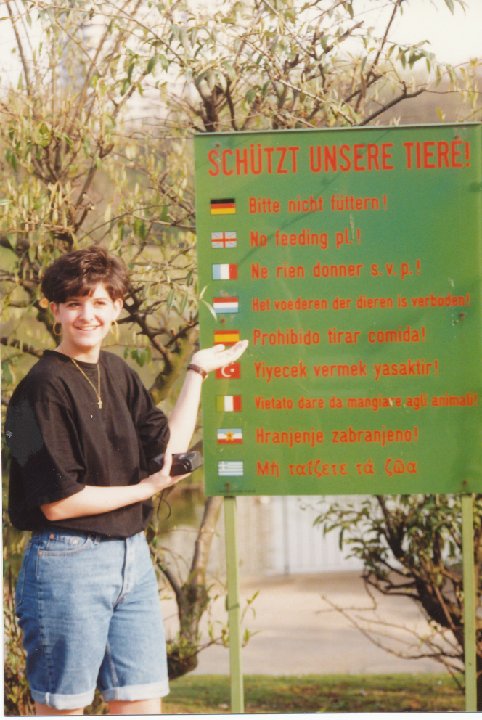 SCHÜTZT UNSERE TIERE!
Bitte nicht füttern!
No feeding pl.!
Ne rien donner s.v.p.!
Het voederen der dieren is verboden!
Prohibido tirar comida!
Yiyecek vermek yasaktir!
Vietato dare da mangiare agli animali!
Hranjenje zabranjeno!
Μή ταΐζετε τά ζῶα